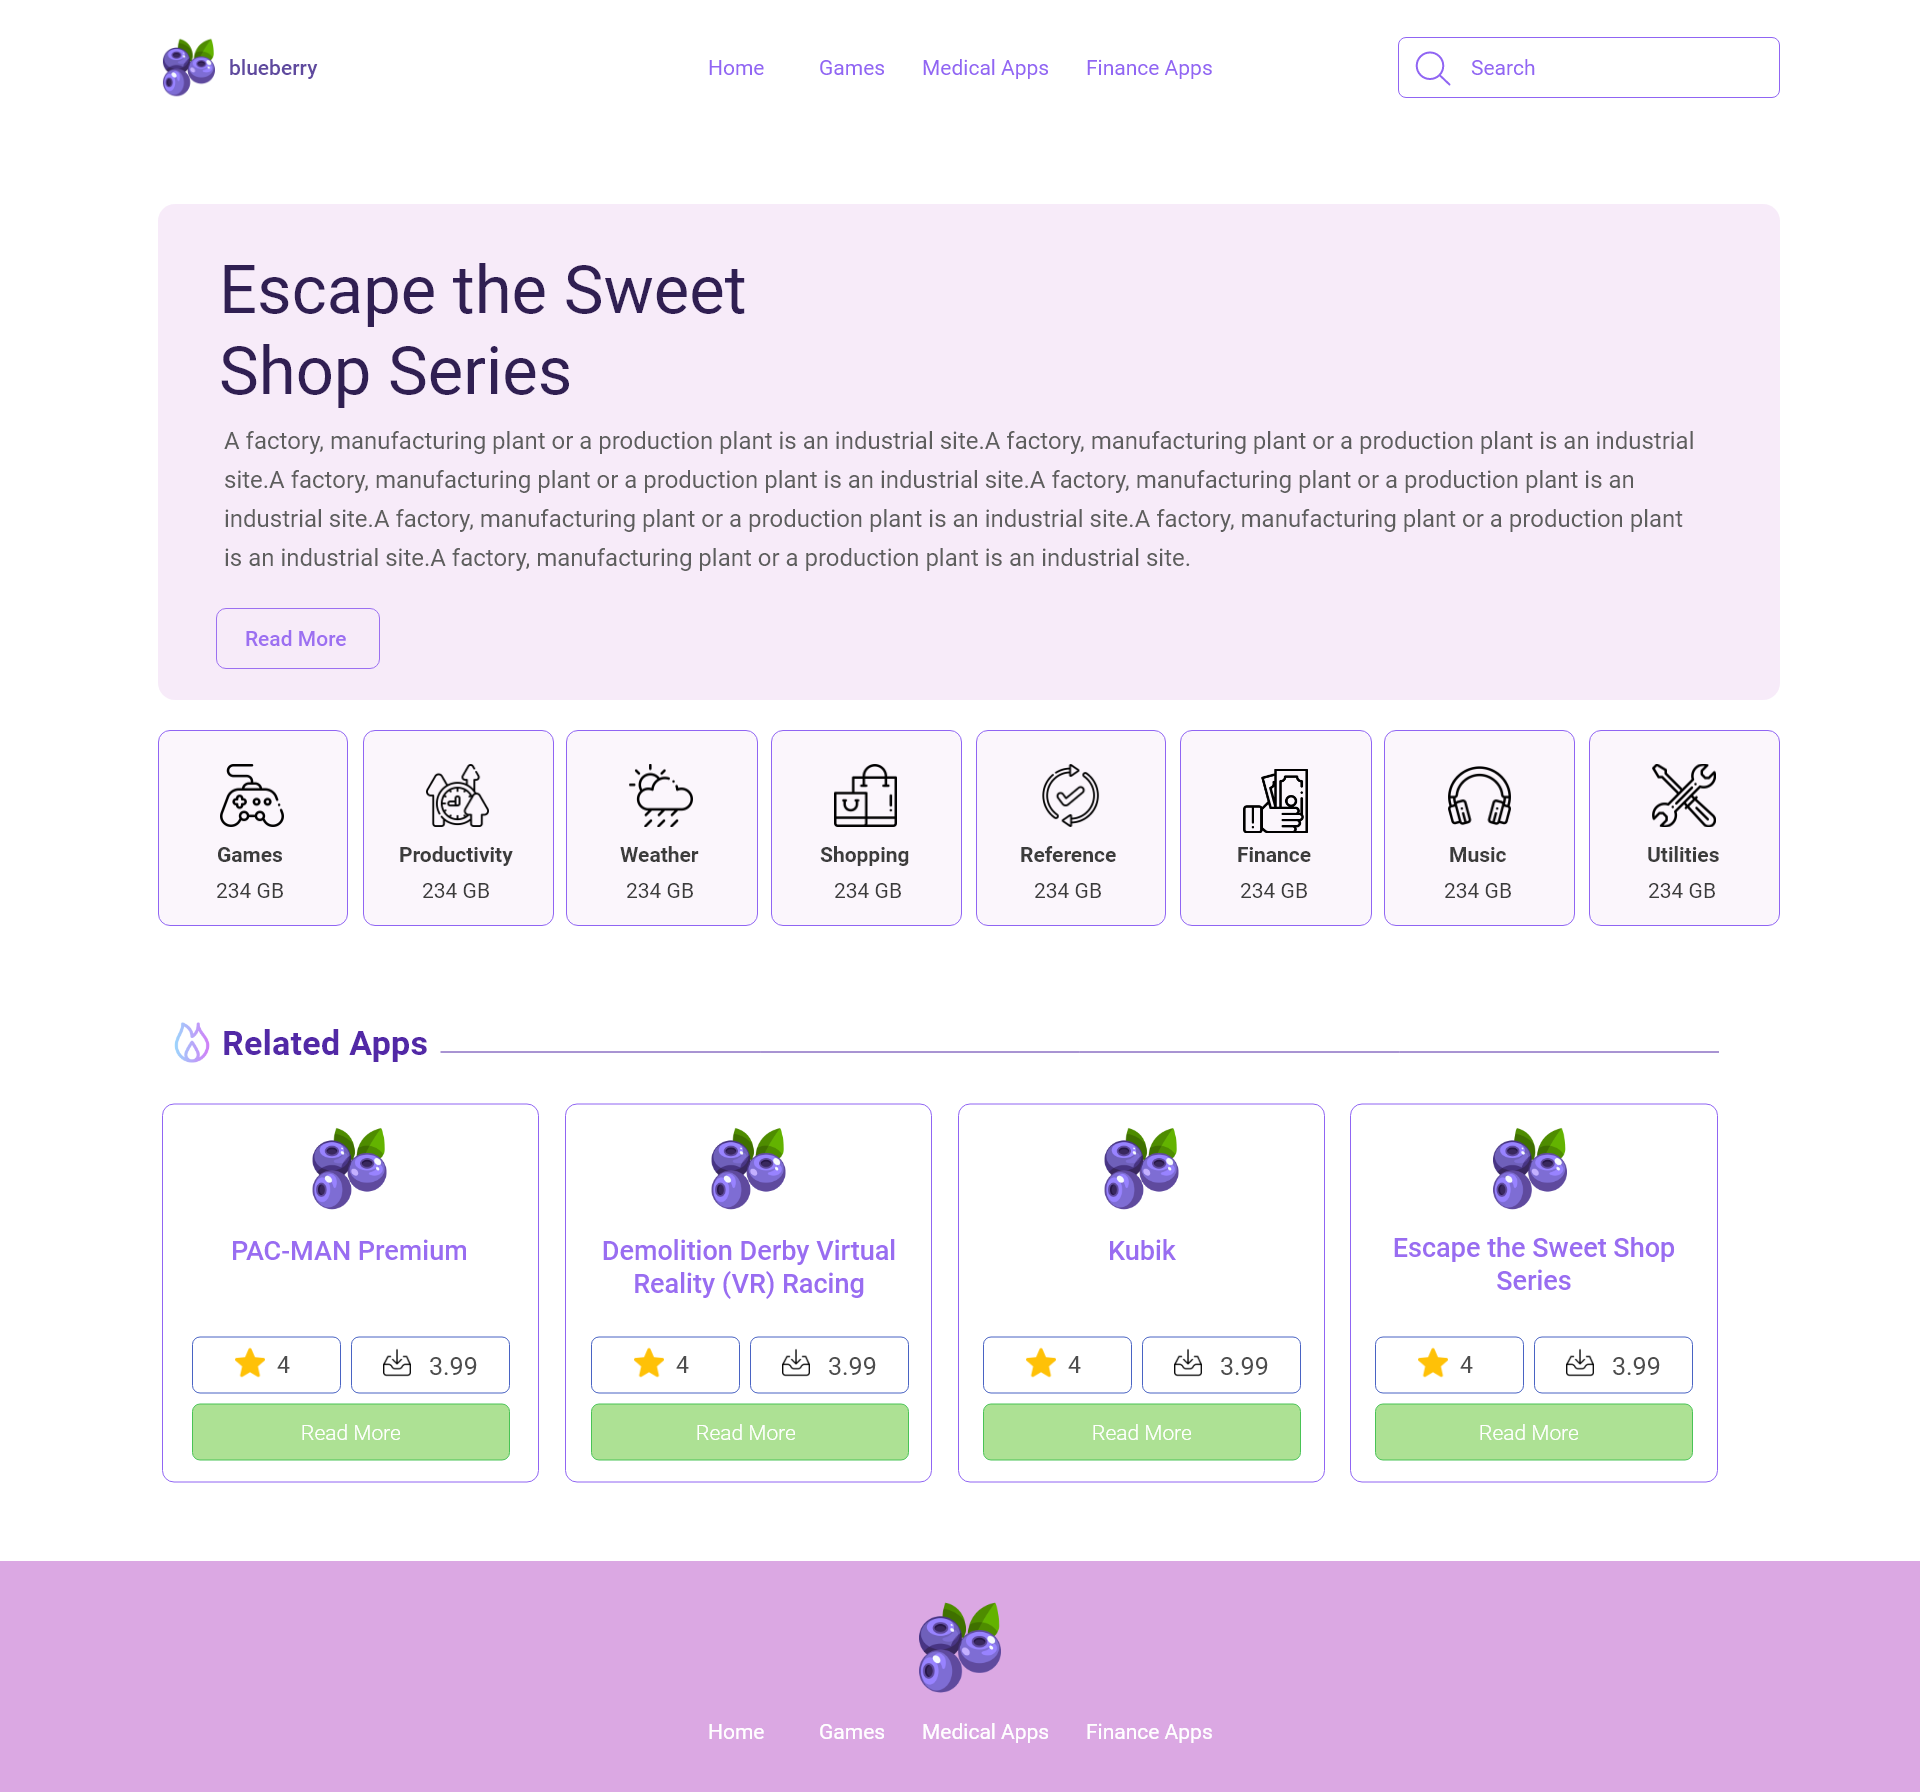 blueberry
Home Games Medical Apps Finance Apps
Search
Escape the Sweet
Shop Series
A factory, manufacturing plant or a production plant is an industrial site.A factory, manufacturing plant or a production plant is an industrial
site.A factory, manufacturing plant or a production plant is an industrial site.A factory, manufacturing plant or a production plant is an
industrial site.A factory, manufacturing plant or a production plant is an industrial site.A factory, manufacturing plant or a production plant
is an industrial site.A factory, manufacturing plant or a production plant is an industrial site.
Read More
Games Productivity Weather Shopping Reference Finance Music Utilities
234 GB 234 GB 234 GB 234 GB 234 GB 234 GB 234 GB 234 GB
Related Apps
PAC-MAN Premium
4 3.99
Read More
Demolition Derby Virtual
Reality (VR) Racing
4 3.99
Read More
Kubik
4 3.99
Read More
Escape the Sweet Shop
Series
4 3.99
Read More
Home Games Medical Apps Finance Apps